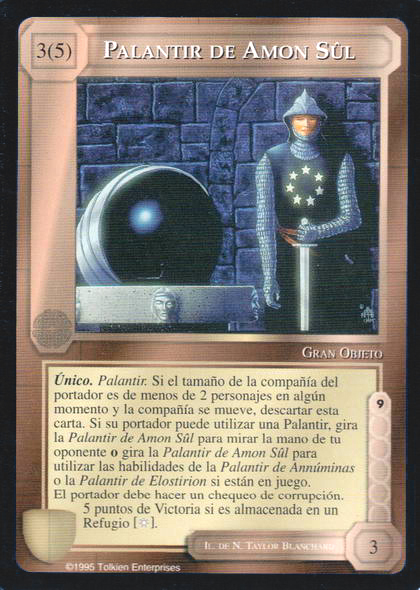 3(5)
PALANTIR DE AMON SÛL
GRAN OBJETO
Único. Palantir. Si el tamaño de la compañía del
portador es de menos de 2 personajes en algún
momento y la compañía se mueve, descartar esta
carta. Si su portador puede utilizar una Palantir, gira
la Palantir de Amon Sûl para mirar la mano de tu
oponente o gira la Palantir de Amon Sûl para
utilizar las habilidades de la Palantir de Annúminas
o la Palantir de Elostirion si están en juego.
El portador debe hacer un chequeo de corrupción.
5 puntos de Victoria si es almacenada en un
Refugio [ ].
9
IL. DE N. TAYLOR BLANCHARD
3
©1995 Tolkien Enterprises